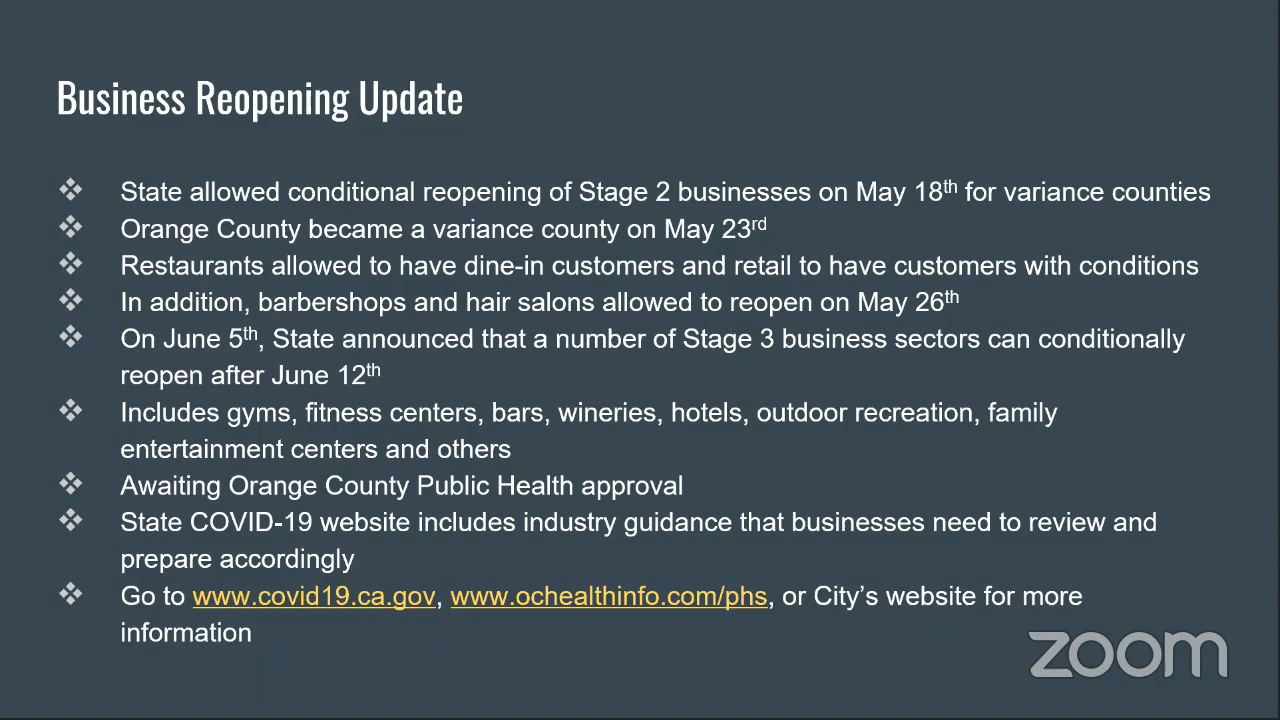 Business Reopening Update
❖ State allowed conditional reopening of Stage 2 businesses on May 18th for variance counties
❖ Orange County became a variance county on May 23rd
❖ Restaurants allowed to have dine-in customers and retail to have customers with conditions
❖ In addition, barbershops and hair salons allowed to reopen on May 26th
❖ On June 5th, State announced that a number of Stage 3 business sectors can conditionally
reopen after June 12th
❖ Includes gyms, fitness centers, bars, wineries, hotels, outdoor recreation, family
entertainment centers and others
❖ Awaiting Orange County Public Health approval
❖ State COVID-19 website includes industry guidance that businesses need to review and
prepare accordingly
❖ Go to www.covid19.ca.gov, www.ochealthinfo.com/phs, or City’s website for more
information
zoom